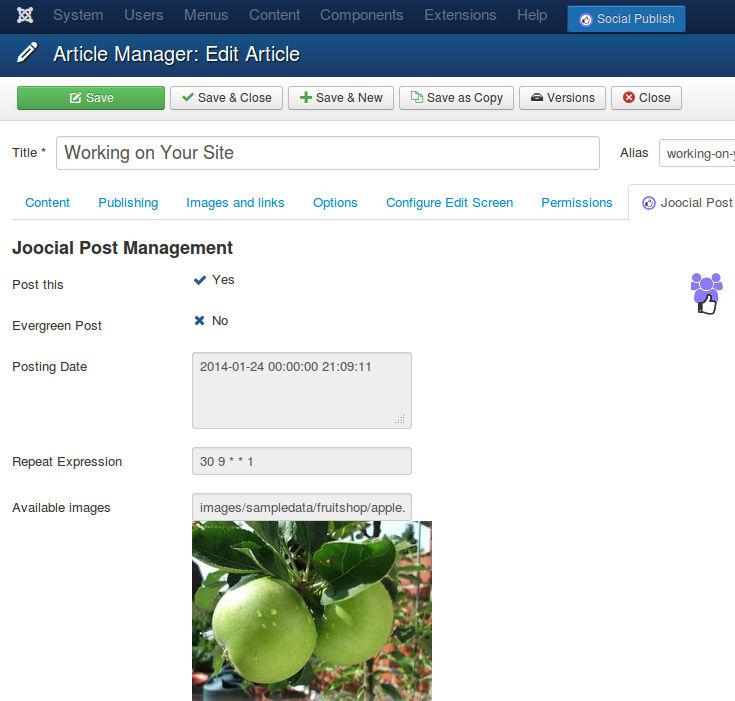 System Users Menus Content Components Extensions Help Social Publish
Article Manager: Edit Article
Save Save & Close Save & New Save as Copy Versions Close
Title * Working on Your Site Alias working-on-y
Content Publishing Images and links Options Configure Edit Screen Permissions Joocial Post
Joocial Post Management
Post this Yes
Evergreen Post No
Posting Date 2014-01-24 00:00:00 21:09:11
Repeat Expression 30 9 * * 1
Available images images/sampledata/fruitshop/apple.